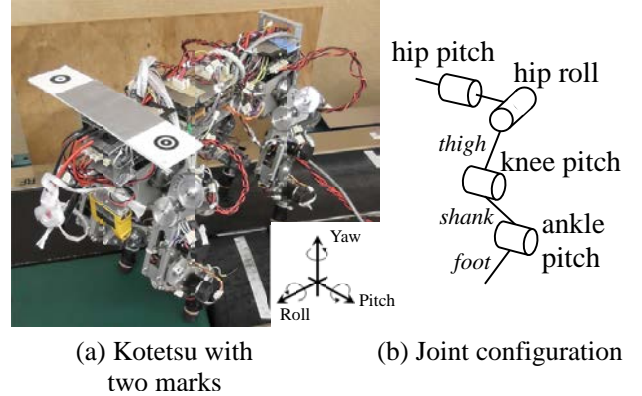 hip pitch
hip roll
thigh
knee pitch
shank
ankle
pitch
foot
Yaw
Pitch
Roll
(a) Kotetsu with
two marks
(b) Joint configuration